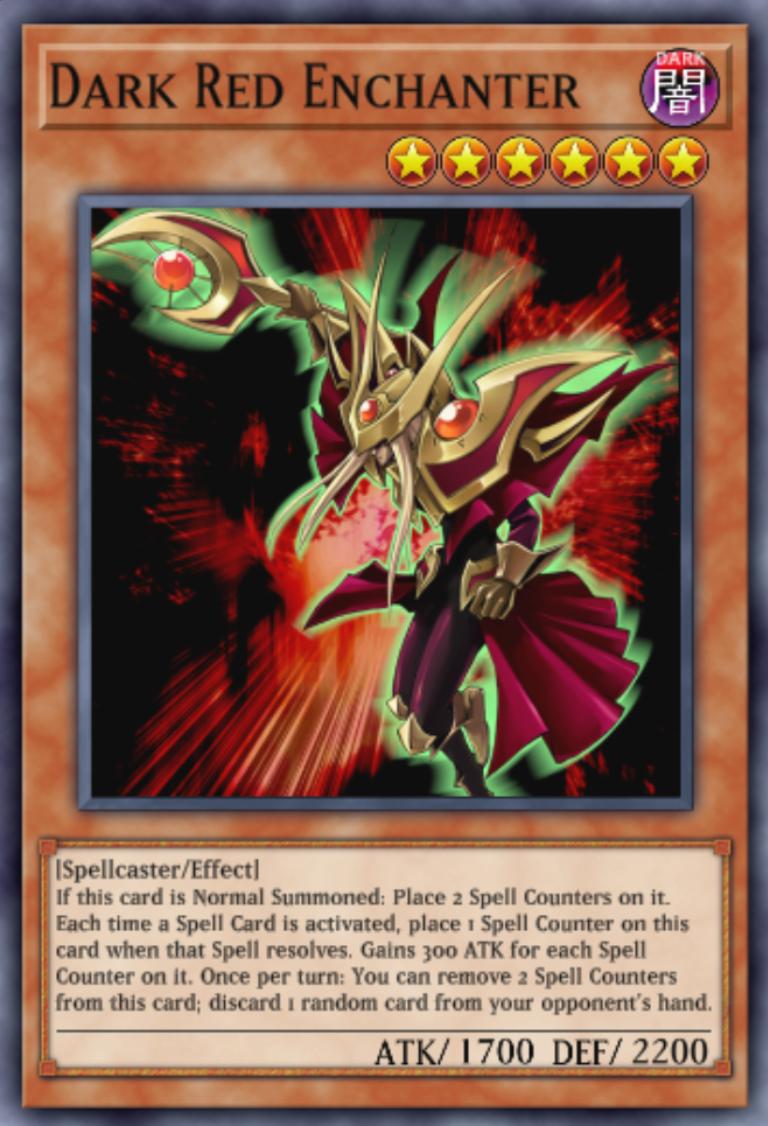 DARK RED ENCHANTER
DARK
闇
[Spellcaster/Effect]
If this card is Normal Summoned: Place 2 Spell Counters on it.
Each time a Spell Card is activated, place 1 Spell Counter on this
card when that Spell resolves. Gains 300 ATK for each Spell
Counter on it. Once per turn: You can remove 2 Spell Counters
from this card; discard 1 random card from your opponent's hand.
ATK/ 1700 DEF/ 2200